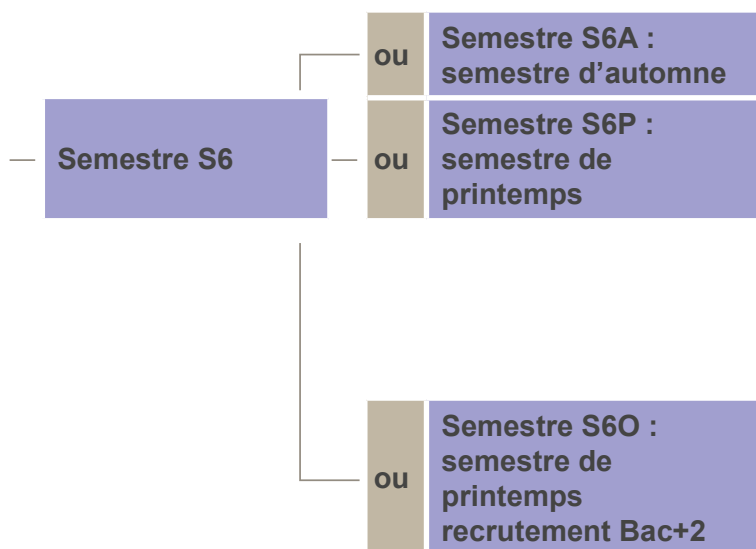 ou
Semestre S6A :
semestre d’automne
Semestre S6
ou
Semestre S6P :
semestre de
printemps
ou
Semestre S6O :
semestre de
printemps
recrutement Bac+2